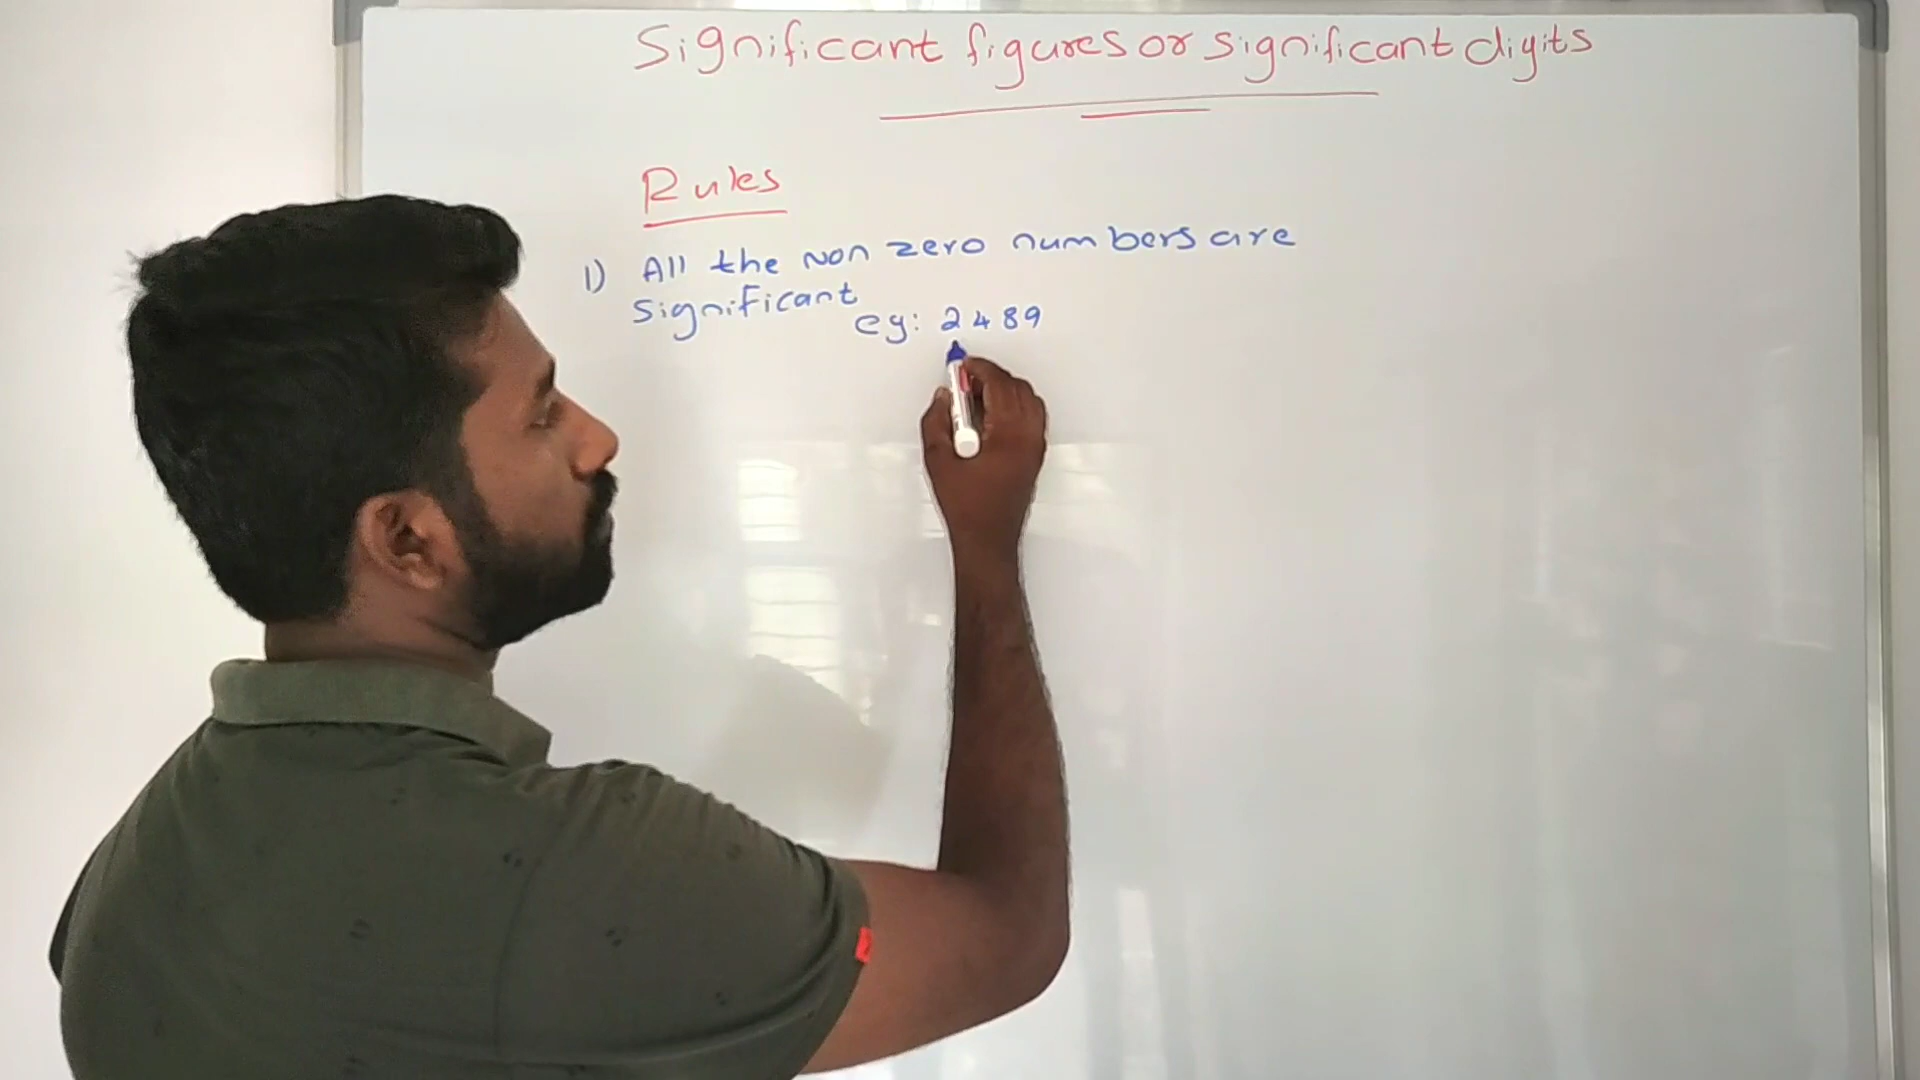 Significant figures or significant digits
Rules
1) All the non zero numbers are
significant
eg: 2489